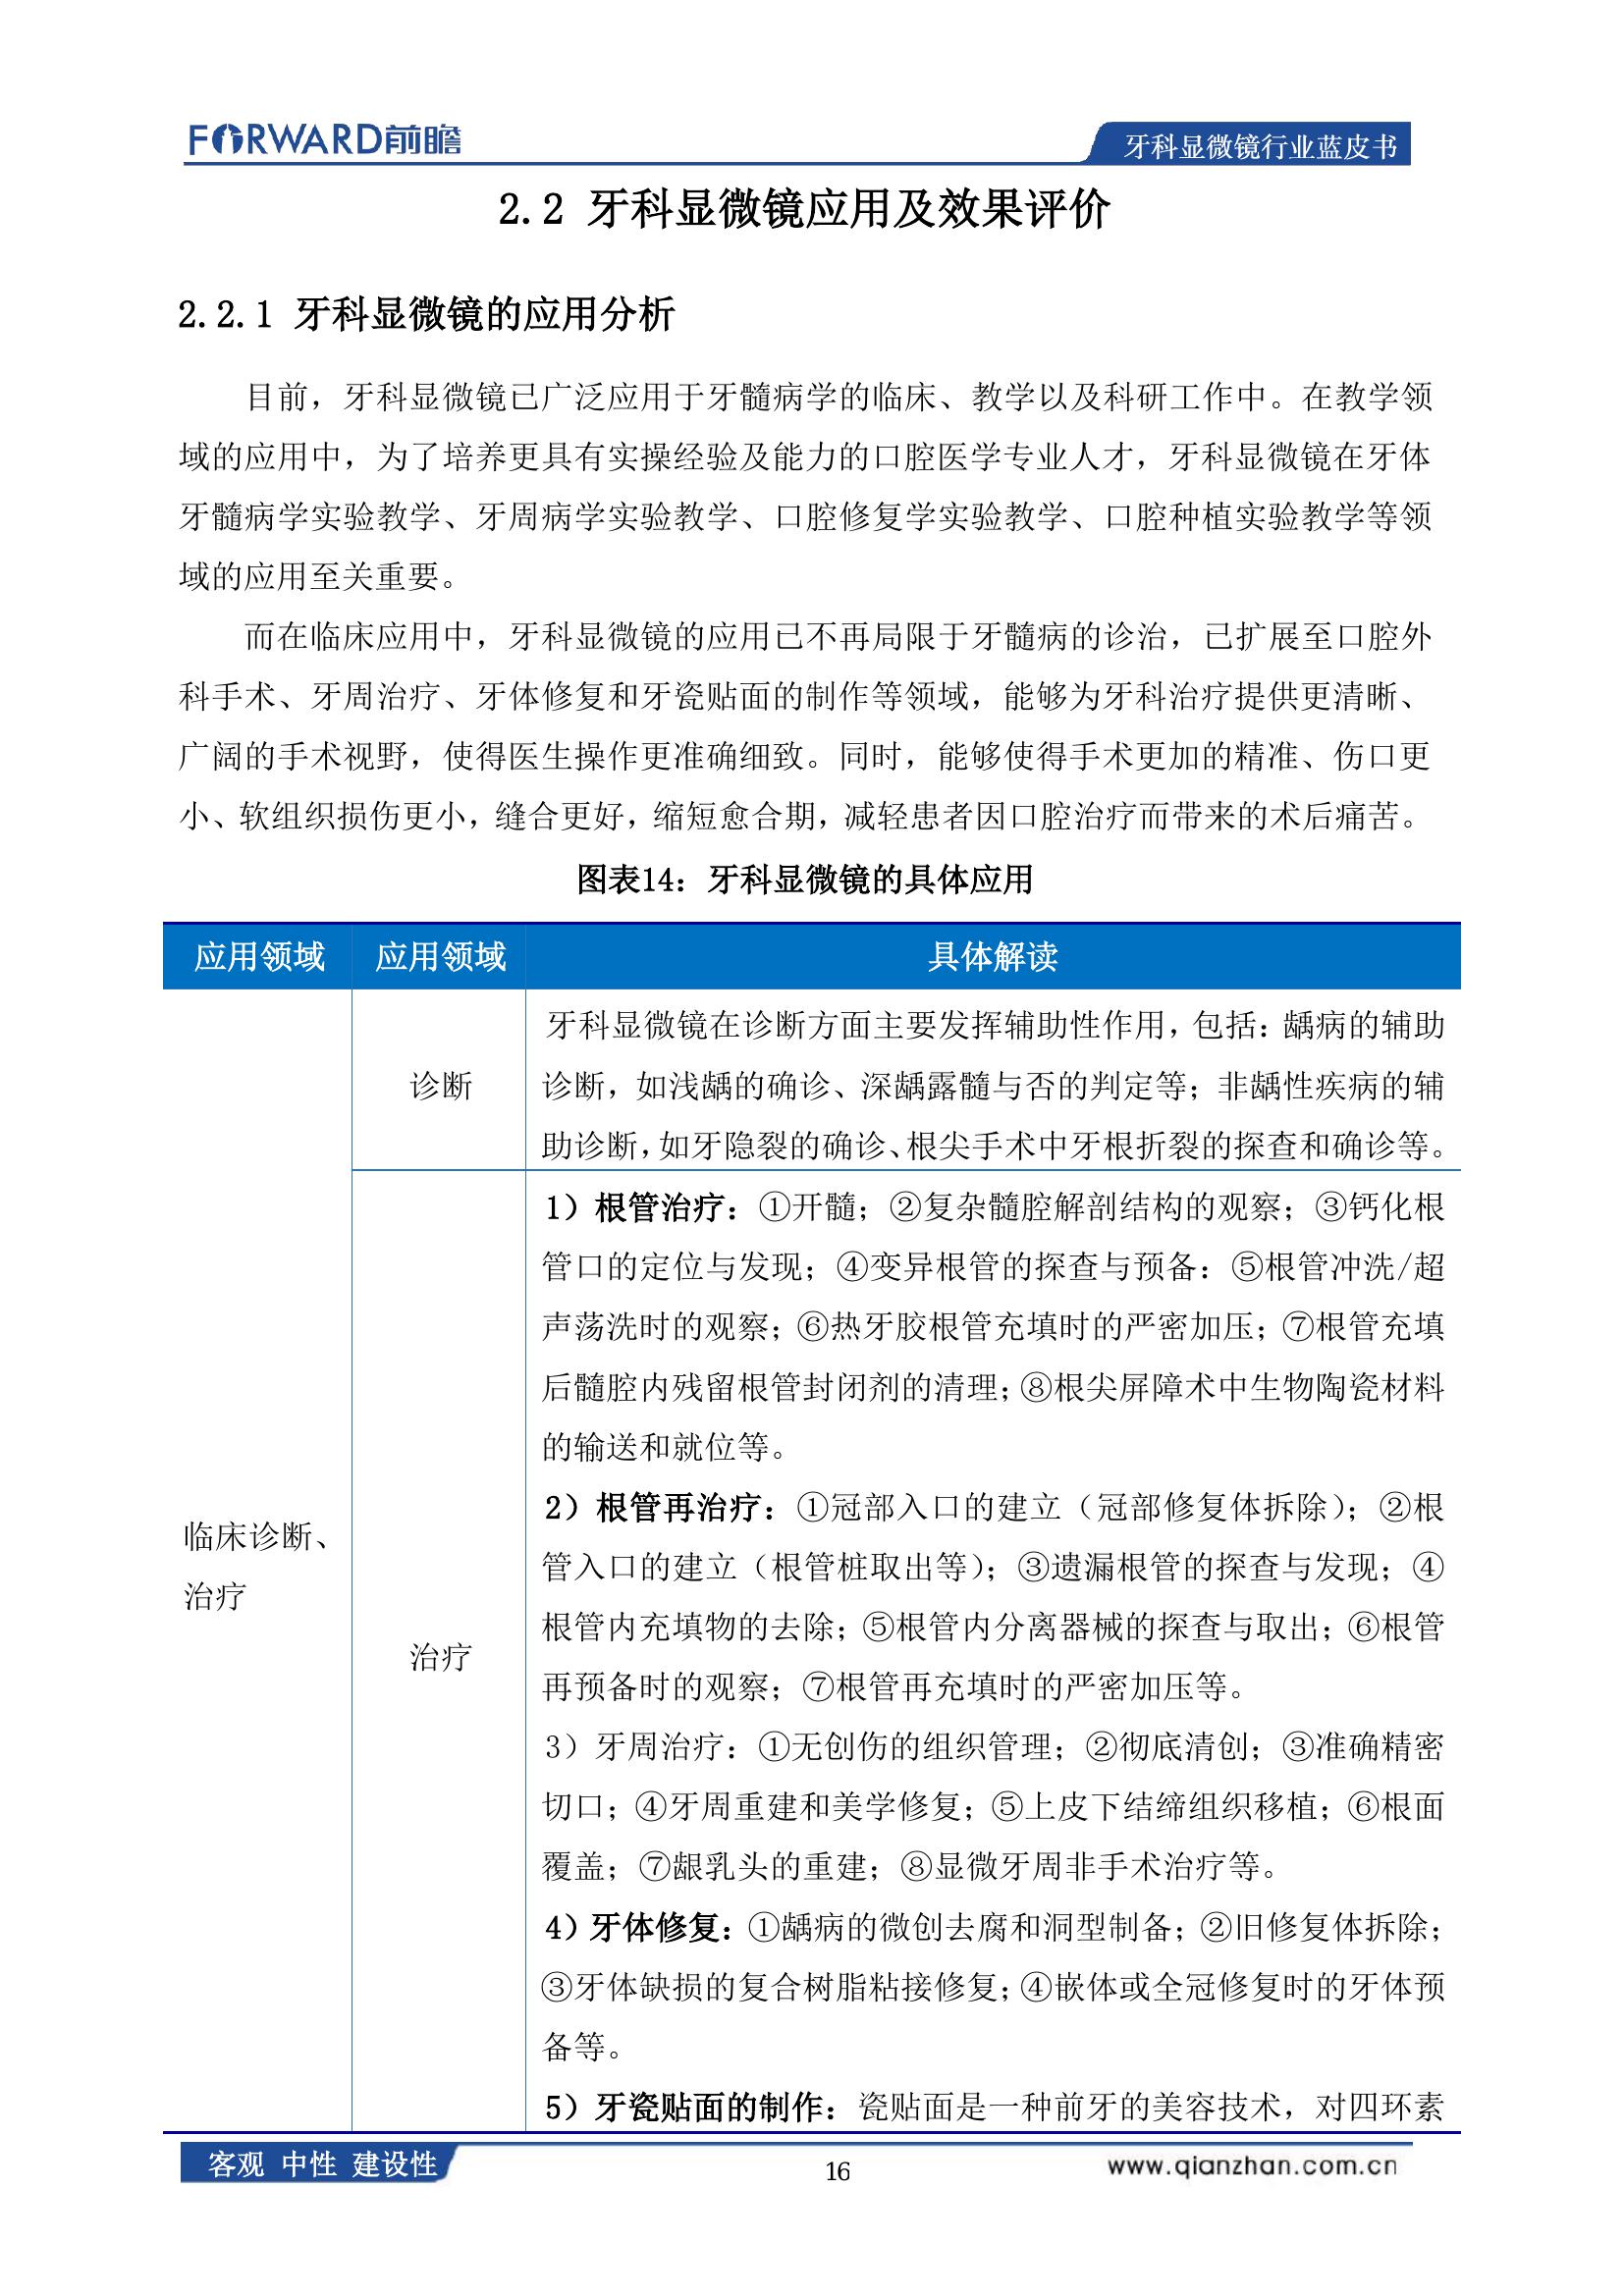 FORWARD前瞻
牙科显微镜行业蓝皮书
2.2 牙科显微镜应用及效果评价
2.2.1 牙科显微镜的应用分析
目前，牙科显微镜已广泛应用于牙髓病学的临床、教学以及科研工作中。在教学领
域的应用中，为了培养更具有实操经验及能力的口腔医学专业人才，牙科显微镜在牙体
牙髓病学实验教学、牙周病学实验教学、口腔修复学实验教学、口腔种植实验教学等领
域的应用至关重要。
而在临床应用中，牙科显微镜的应用已不再局限于牙髓病的诊治，已扩展至口腔外
科手术、牙周治疗、牙体修复和牙瓷贴面的制作等领域，能够为牙科治疗提供更清晰、
广阔的手术视野，使得医生操作更准确细致。同时，能够使得手术更加的精准、伤口更
小、软组织损伤更小，缝合更好，缩短愈合期，减轻患者因口腔治疗而带来的术后痛苦。
图表14：牙科显微镜的具体应用
应用领域 应用领域 具体解读
临床诊断、
治疗
诊断
牙科显微镜在诊断方面主要发挥辅助性作用，包括：龋病的辅助
诊断，如浅龋的确诊、深龋露髓与否的判定等；非龋性疾病的辅
助诊断，如牙隐裂的确诊、根尖手术中牙根折裂的探查和确诊等。
治疗
1）根管治疗：①开髓；②复杂髓腔解剖结构的观察；③钙化根
管口的定位与发现；④变异根管的探查与预备：⑤根管冲洗/超
声荡洗时的观察；⑥热牙胶根管充填时的严密加压；⑦根管充填
后髓腔内残留根管封闭剂的清理；⑧根尖屏障术中生物陶瓷材料
的输送和就位等。
2）根管再治疗：①冠部入口的建立（冠部修复体拆除）；②根
管入口的建立（根管桩取出等）；③遗漏根管的探查与发现；④
根管内充填物的去除；⑤根管内分离器械的探查与取出；⑥根管
再预备时的观察；⑦根管再充填时的严密加压等。
3）牙周治疗：①无创伤的组织管理；②彻底清创；③准确精密
切口；④牙周重建和美学修复；⑤上皮下结缔组织移植；⑥根面
覆盖；⑦龈乳头的重建；⑧显微牙周非手术治疗等。
4）牙体修复：①龋病的微创去腐和洞型制备；②旧修复体拆除；
③牙体缺损的复合树脂粘接修复；④嵌体或全冠修复时的牙体预
备等。
5）牙瓷贴面的制作：瓷贴面是一种前牙的美容技术，对四环素
客观 中性 建设性
16
www.qianzhan.com.cn